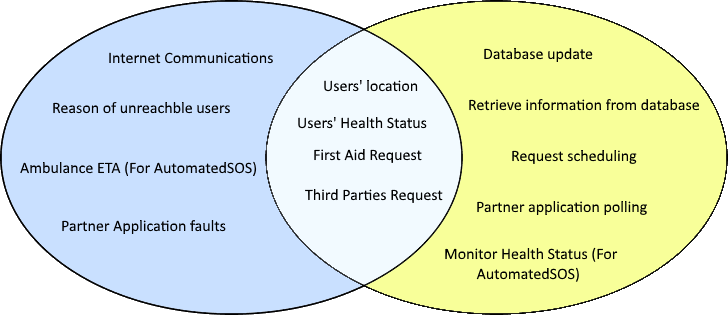 Internet Communications
Reason of unreachble users
Ambulance ETA (For AutomatedSOS)
Partner Application faults
Users' location
Users' Health Status
First Aid Request
Third Parties Request
Database update
Retrieve information from database
Request scheduling
Partner application polling
Monitor Health Status (For
AutomatedSOS)